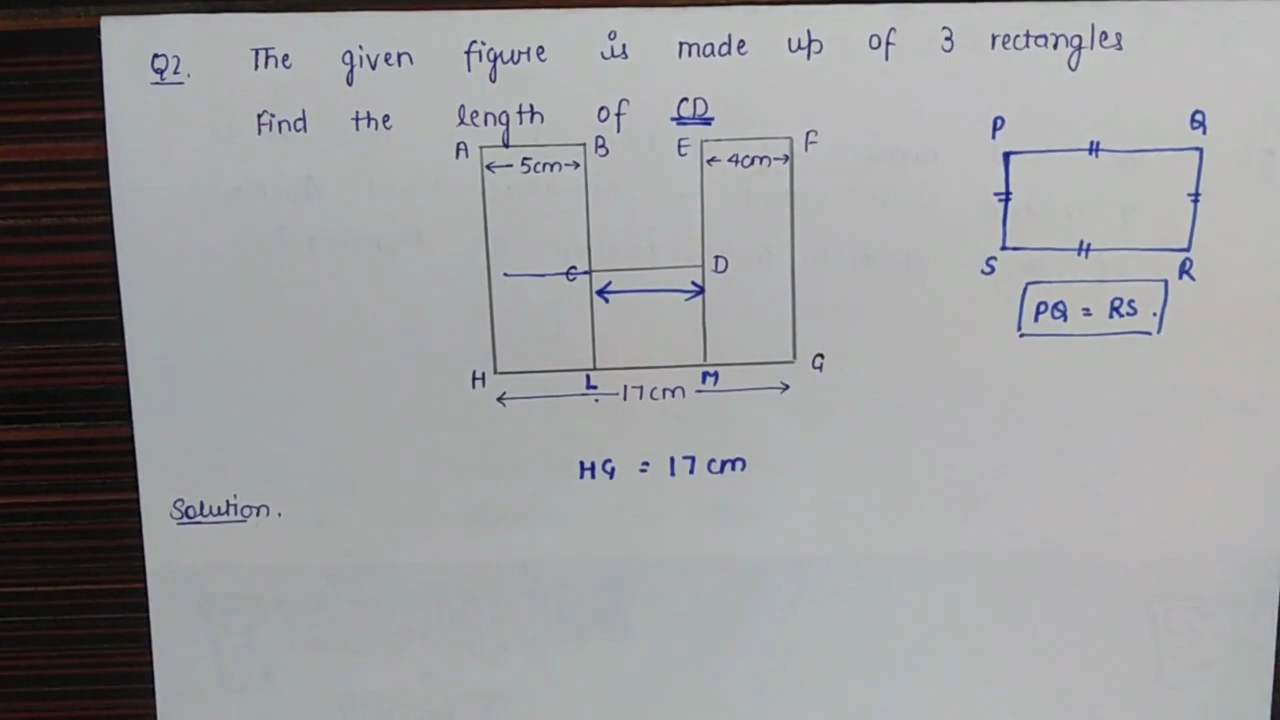 Q2. The given figure is made up of 3 rectangles
Find the length of CD
A B E F
← 5cm → ← 4cm →
C D
H L M G
17cm
HG = 17 cm
Solution.
P Q
S R
PQ = RS.